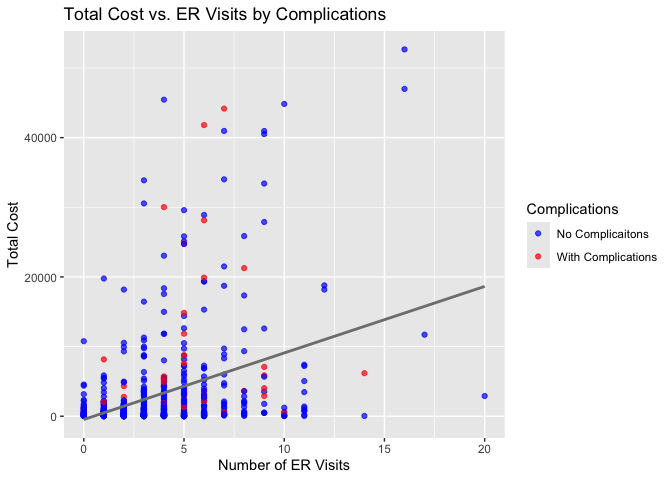 Total Cost vs. ER Visits by Complications
40000
20000
0
Total Cost
0 5 10 15 20
Number of ER Visits
Complications
No Complicaitons
With Complications